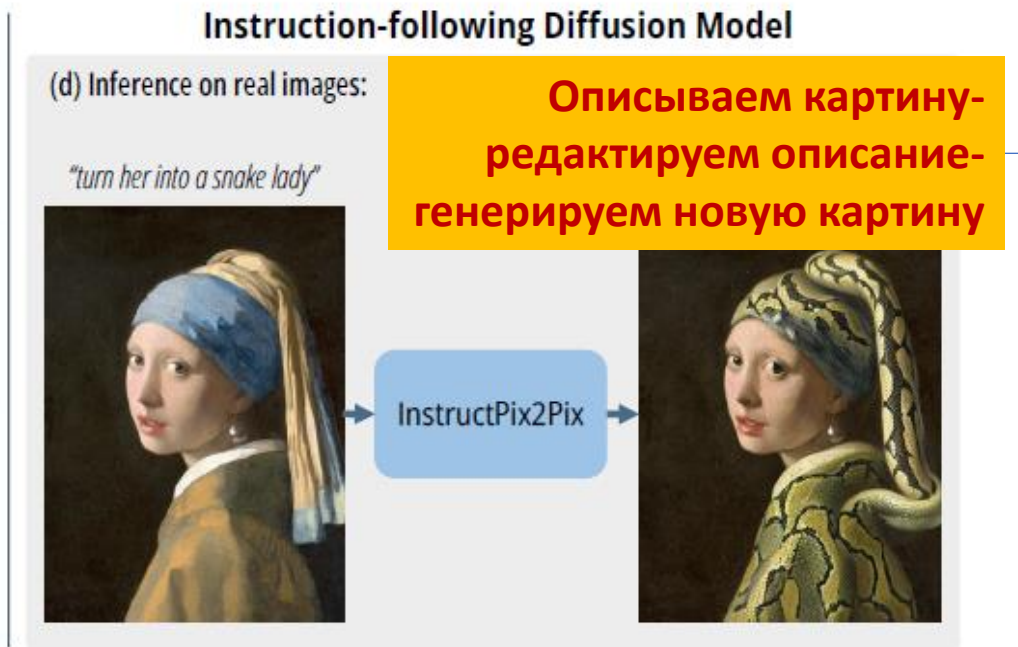 Instruction-following Diffusion Model
(d) Inference on real images:
Описываем картину-
редактируем описание-
генерируем новую картину
"turn her into a snake lady"
InstructPix2Pix